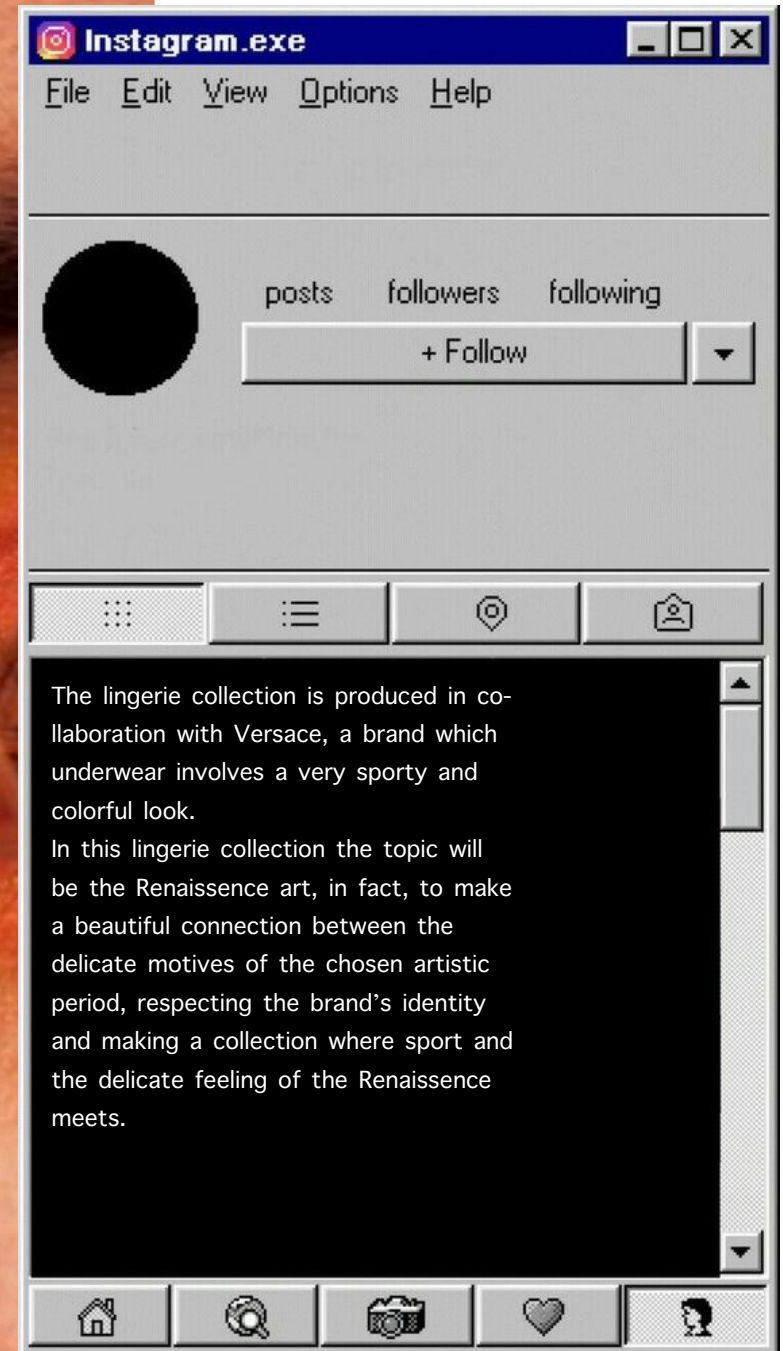 Instagram.exe
File Edit View Options Help
posts followers following
+ Follow
The lingerie collection is produced in co-
llaboration with Versace, a brand which
underwear involves a very sporty and
colorful look.
In this lingerie collection the topic will
be the Renaissence art, in fact, to make
a beautiful connection between the
delicate motives of the chosen artistic
period, respecting the brand’s identity
and making a collection where sport and
the delicate feeling of the Renaissence
meets.